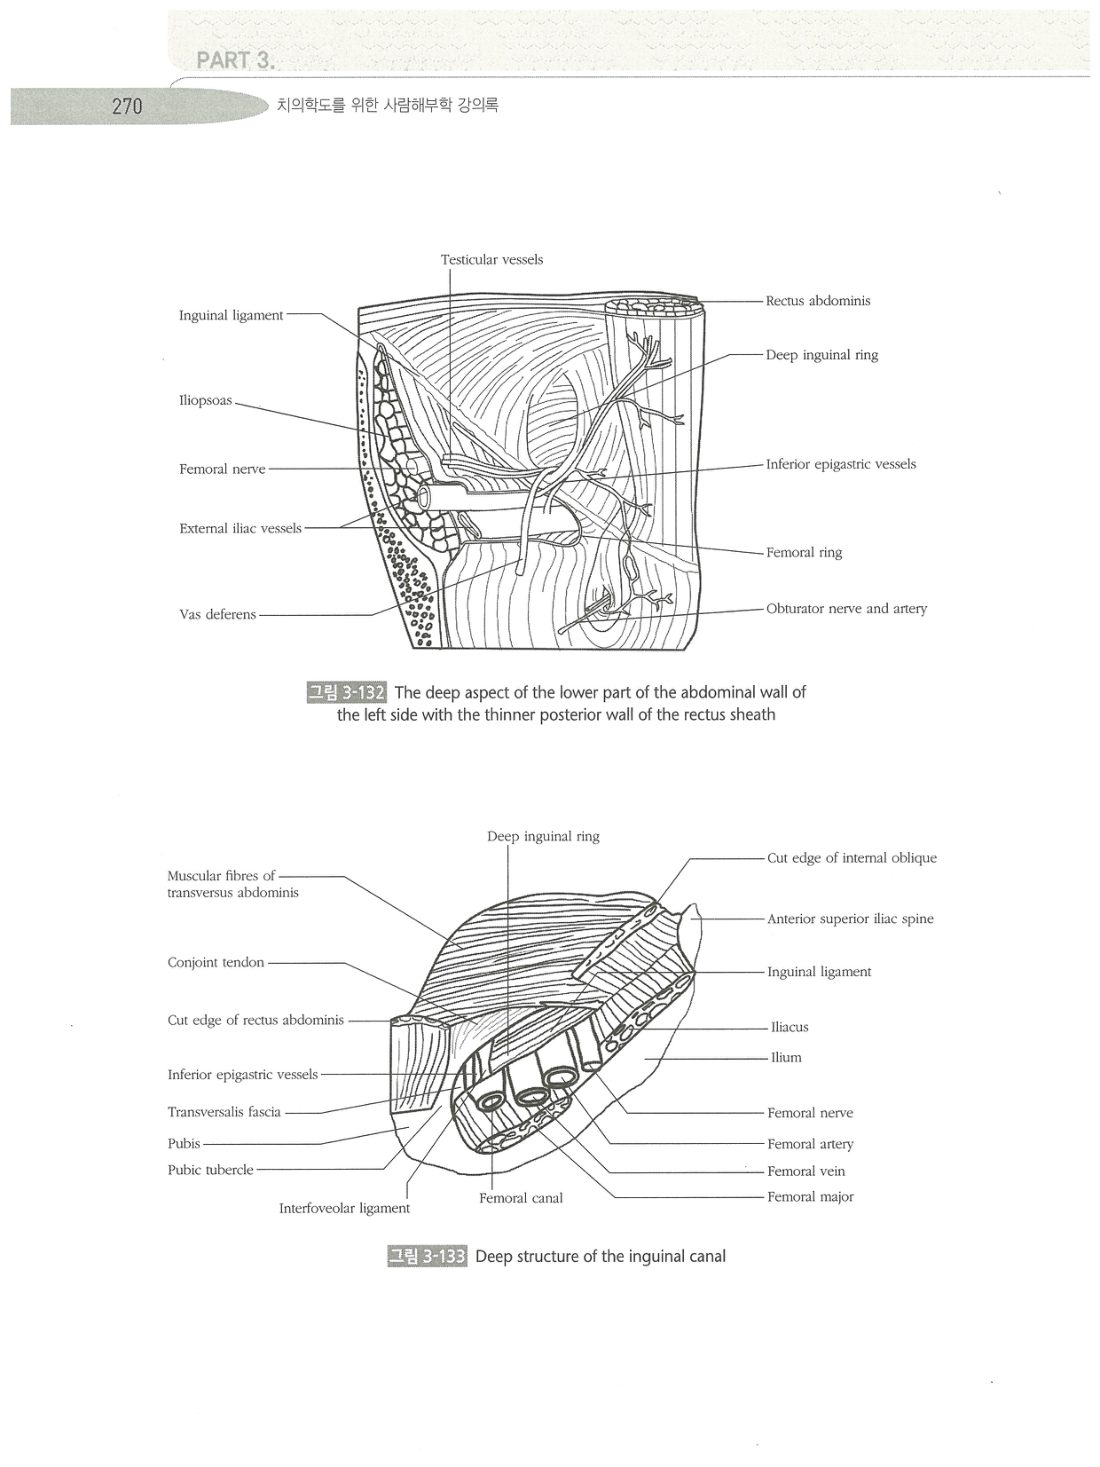 PART 3.
270
치의학도를 위한 사람해부학 강의록
Testicular vessels
Inguinal ligament
Rectus abdominis
Deep inguinal ring
Iliopsoas
Femoral nerve
Inferior epigastric vessels
External iliac vessels
Femoral ring
Vas deferens
Obturator nerve and artery
그림 3-132 The deep aspect of the lower part of the abdominal wall of
the left side with the thinner posterior wall of the rectus sheath
Deep inguinal ring
Cut edge of internal oblique
Muscular fibres of
transversus abdominis
Anterior superior iliac spine
Conjoint tendon
Inguinal ligament
Cut edge of rectus abdominis
Iliacus
Ilium
Inferior epigastric vessels
Transversalis fascia
Femoral nerve
Pubis
Femoral artery
Pubic tubercle
Femoral vein
Femoral major
Femoral canal
Interfoveolar ligament
그림 3-133 Deep structure of the inguinal canal